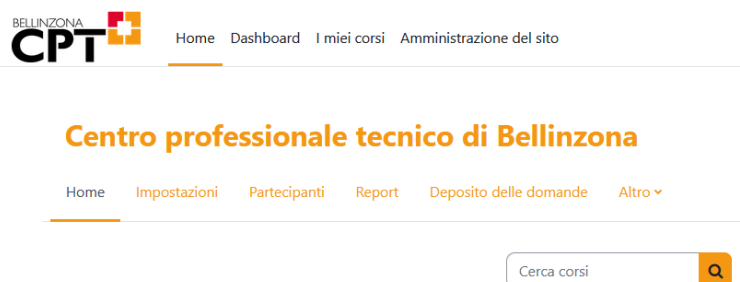 BELLINZONA
CPT
Home Dashboard I miei corsi Amministrazione del sito
Centro professionale tecnico di Bellinzona
Home Impostazioni Partecipanti Report Deposito delle domande Altro
Cerca corsi